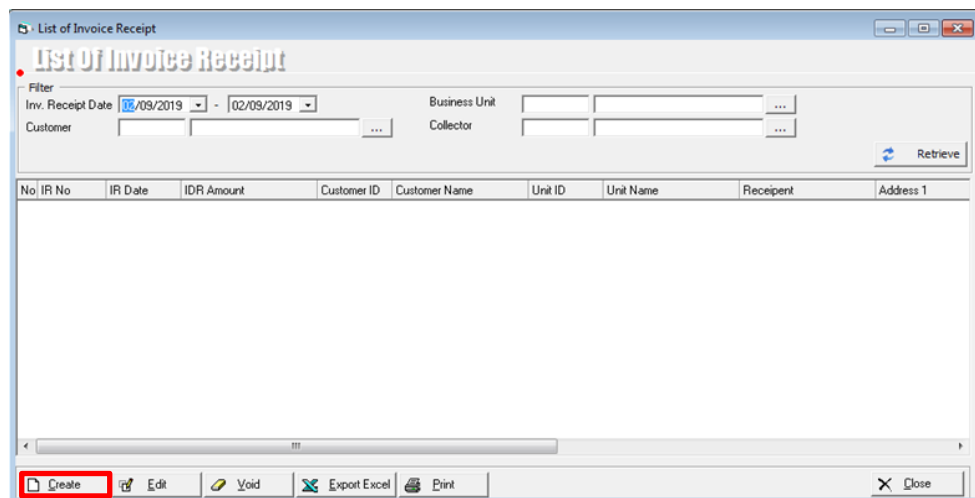 List of Invoice Receipt
List Of Invoice Receipt
Filter
Inv. Receipt Date 02/09/2019 - 02/09/2019 Business Unit ...
Customer ... Collector ...
Retrieve
No IR No IR Date IDR Amount Customer ID Customer Name Unit ID Unit Name Receipent Address 1
Create Edit Void Export Excel Print Close